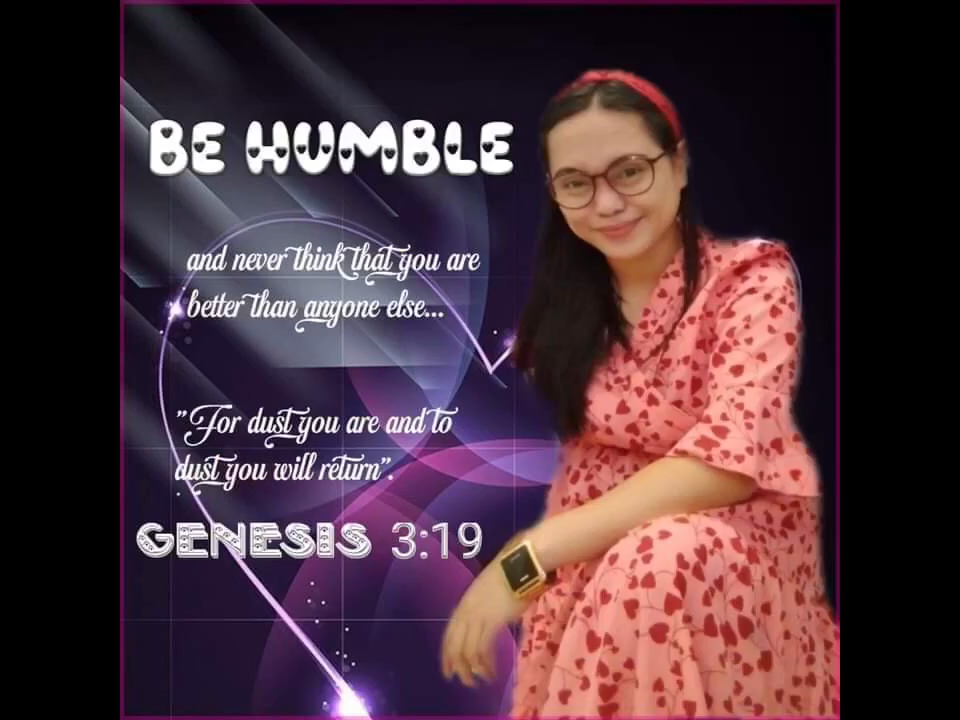 BE HUMBLE
and never think that you are
better than anyone else...
"For dust you are and to
dust you will return".
GENESIS 3:19